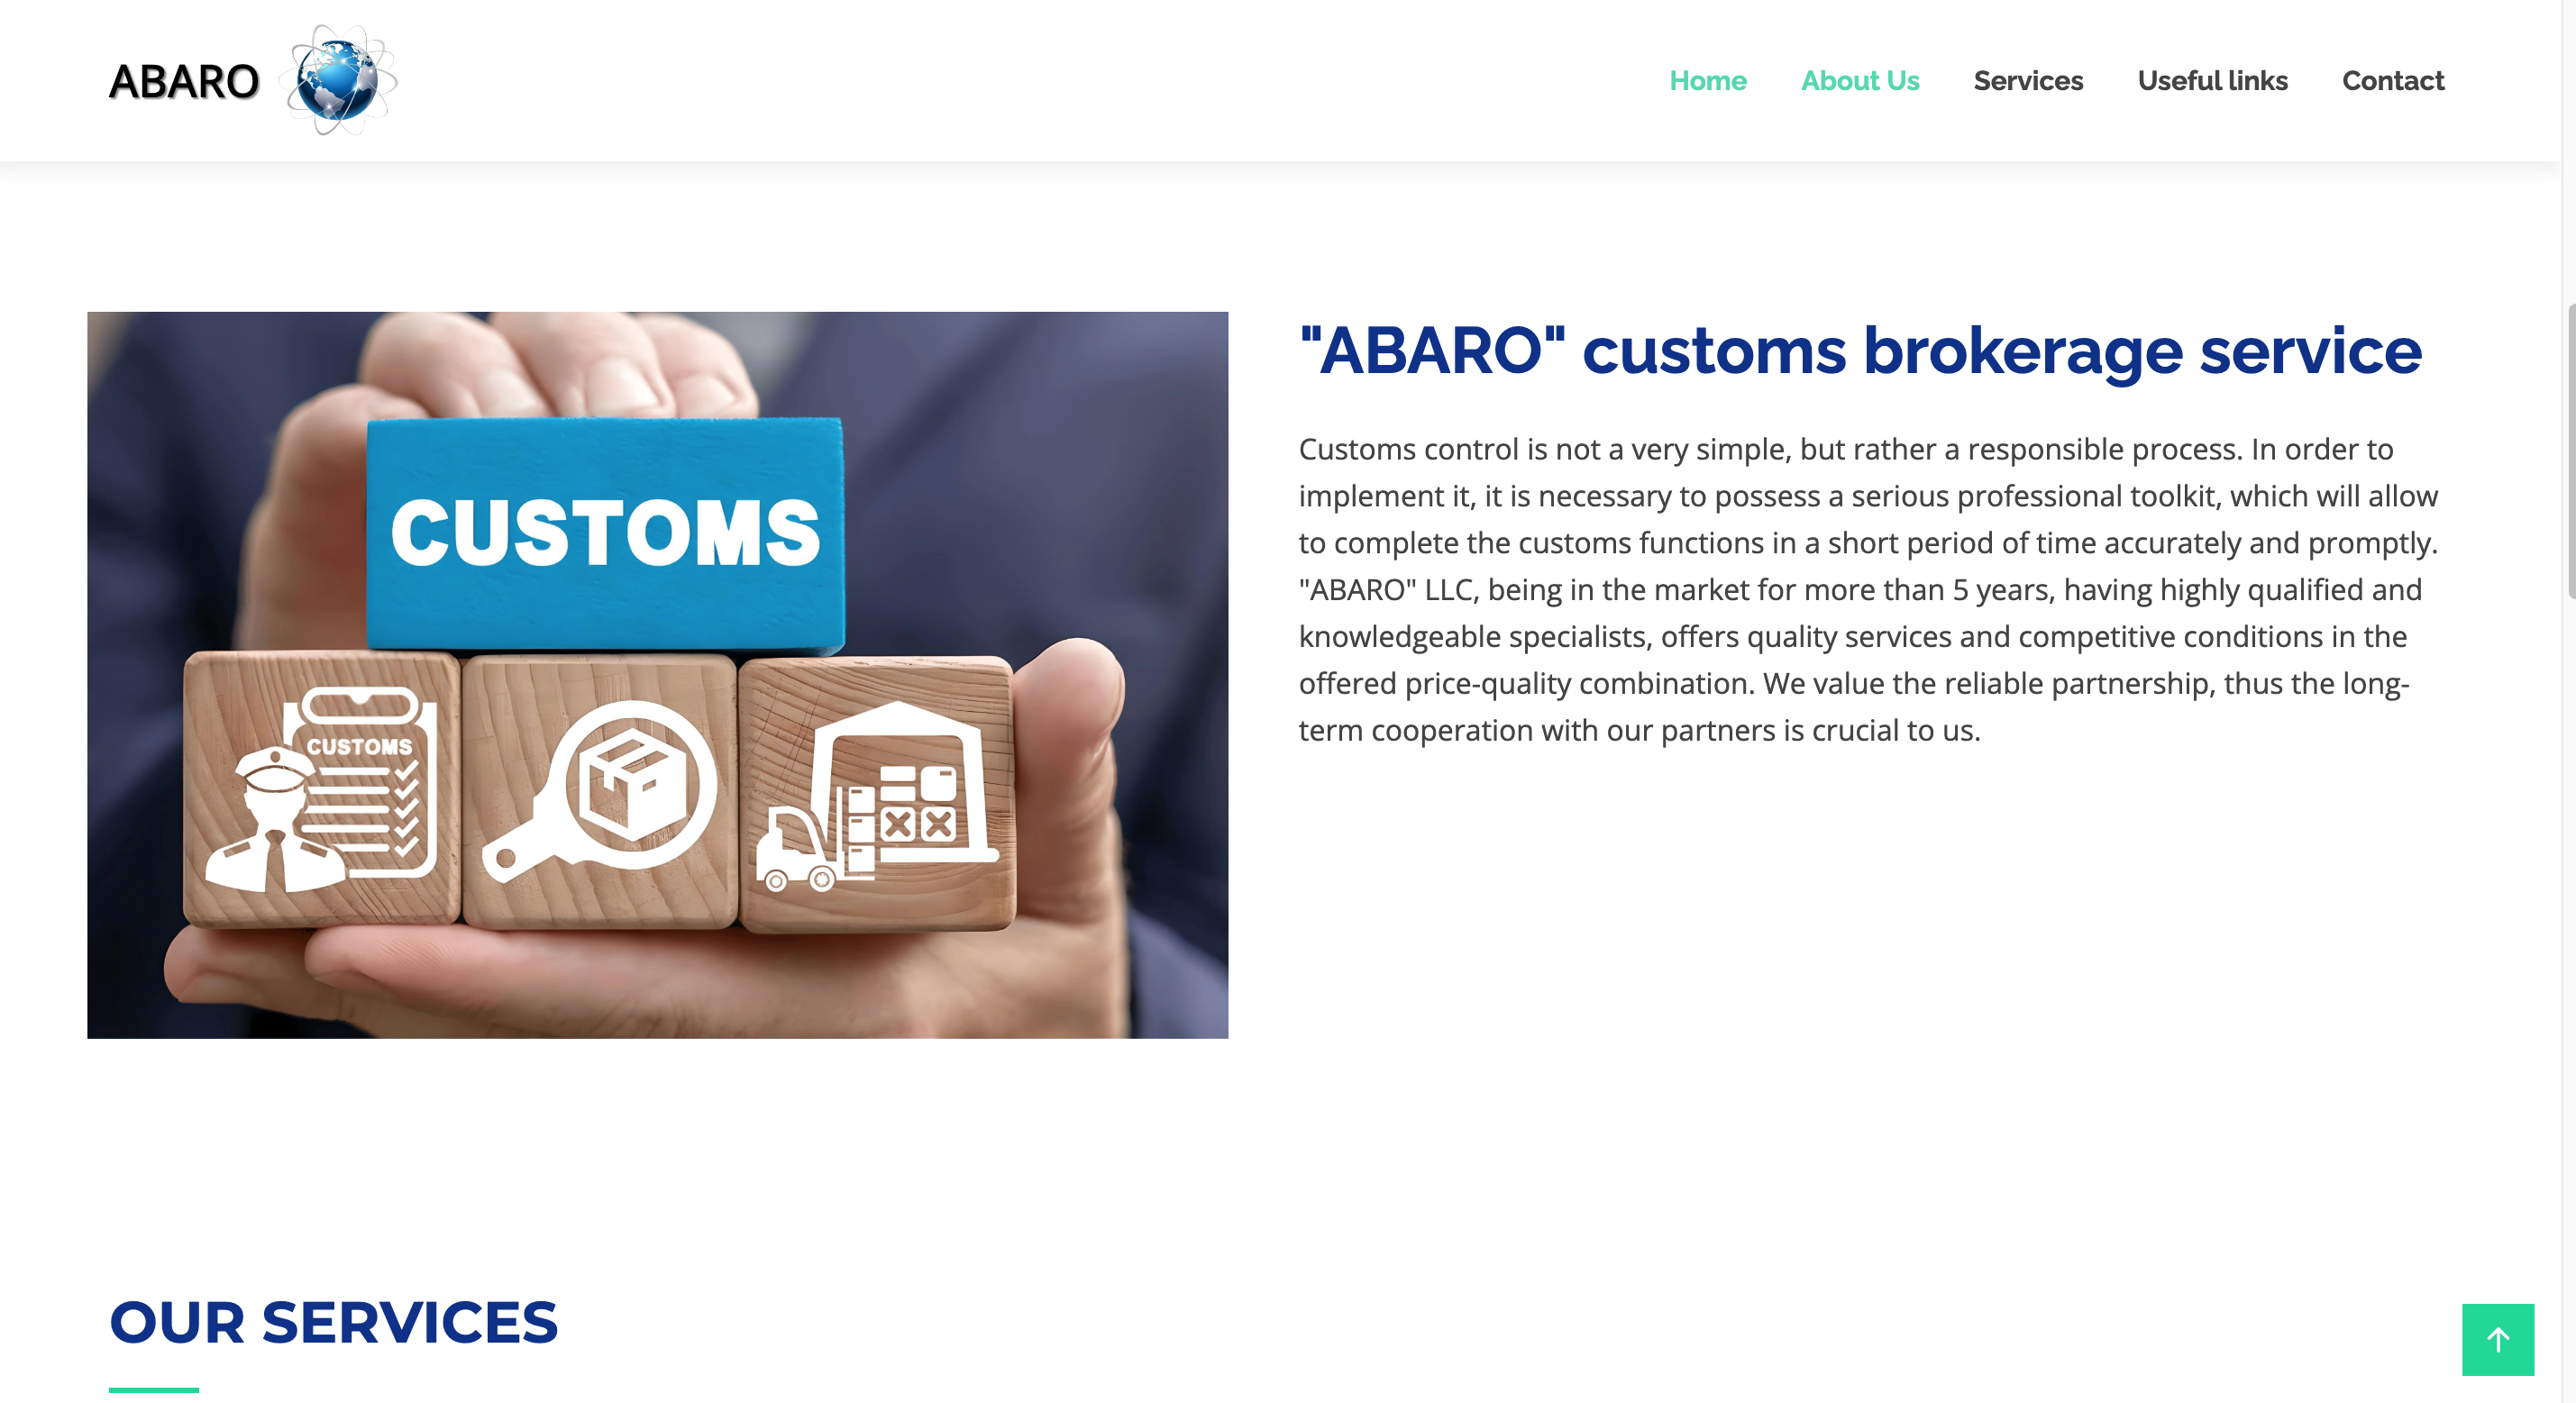 ABARO
Home
About Us
Services
Useful links
Contact
CUSTOMS
CUSTOMS
"ABARO" customs brokerage service
Customs control is not a very simple, but rather a responsible process. In order to
implement it, it is necessary to possess a serious professional toolkit, which will allow
to complete the customs functions in a short period of time accurately and promptly.
"ABARO" LLC, being in the market for more than 5 years, having highly qualified and
knowledgeable specialists, offers quality services and competitive conditions in the
offered price-quality combination. We value the reliable partnership, thus the long-
term cooperation with our partners is crucial to us.
OUR SERVICES